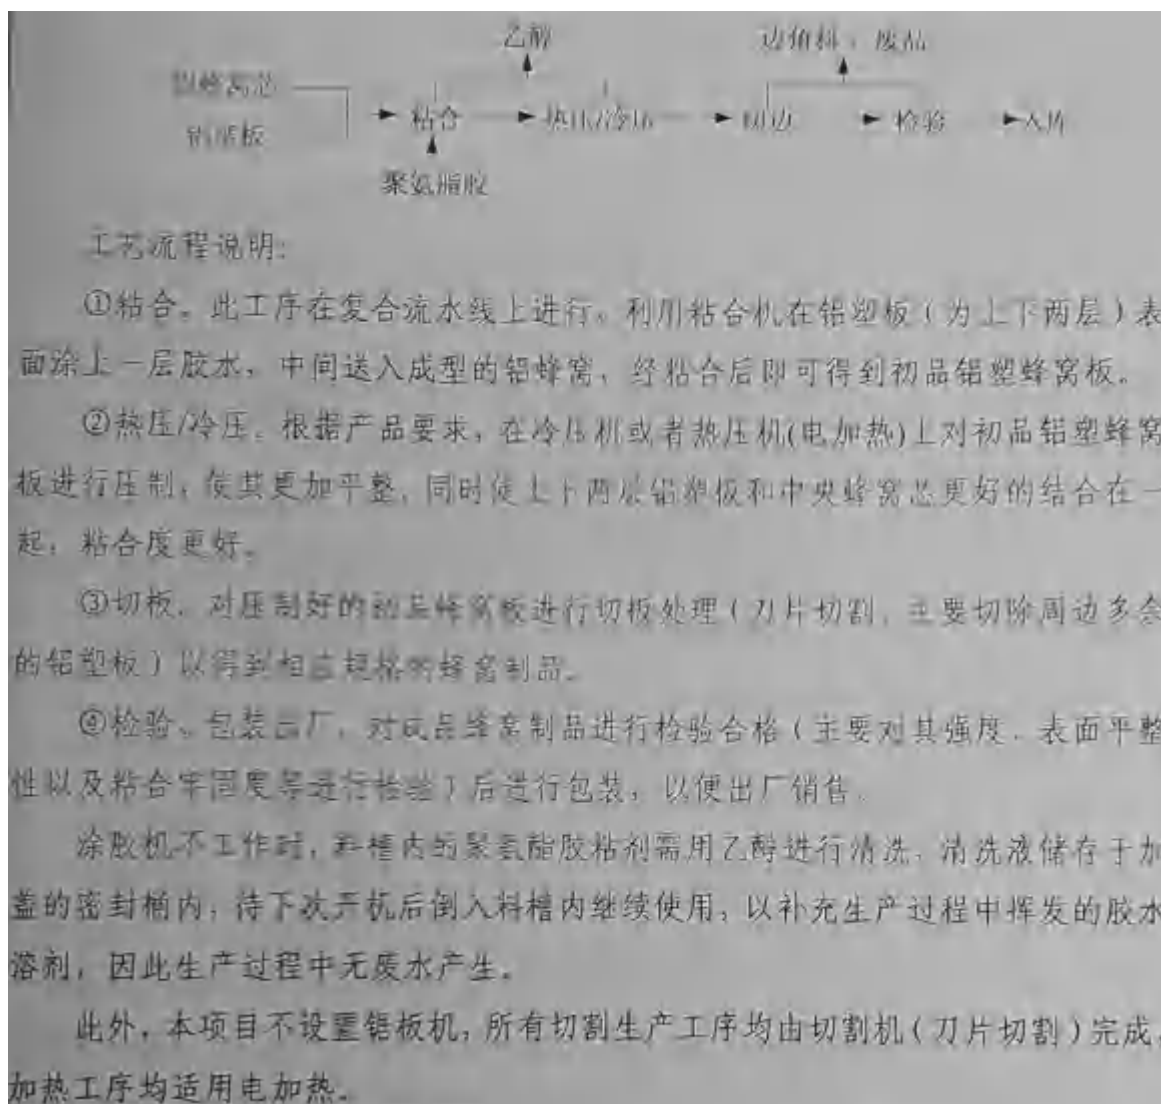 乙醇 边角料、废品
铝蜂窝芯
铝塑板
粘合 热压/冷压 切边 检验 入库
聚氨脂胶
工艺流程说明:
①粘合。此工序在复合流水线上进行。利用粘合机在铝塑板(为上下两层)表
面涂上一层胶水,中间送入成型的铝蜂窝,经粘合后即可得到初品铝塑蜂窝板。
②热压/冷压。根据产品要求,在冷压机或者热压机(电加热)上对初品铝塑蜂窝
板进行压制,使其更加平整,同时使上下两层铝塑板和中央蜂窝芯更好的结合在一
起,粘合度更好。
③切板。对压制好的初品蜂窝板进行切板处理(刀片切割,主要切除周边多余
的铝塑板)以得到相应规格的蜂窝制品。
④检验、包装出厂。对成品蜂窝制品进行检验合格(主要对其强度、表面平整
性以及粘合牢固度等进行检验)后进行包装,以便出厂销售。
涂胶机不工作时,料槽内的聚氨酯胶粘剂需用乙醇进行清洗,清洗液储存于加
盖的密封桶内,待下次开机后倒入料槽内继续使用,以补充生产过程中挥发的胶水
溶剂,因此生产过程中无废水产生。
此外,本项目不设置锯板机,所有切割生产工序均由切割机(刀片切割)完成,
加热工序均适用电加热。